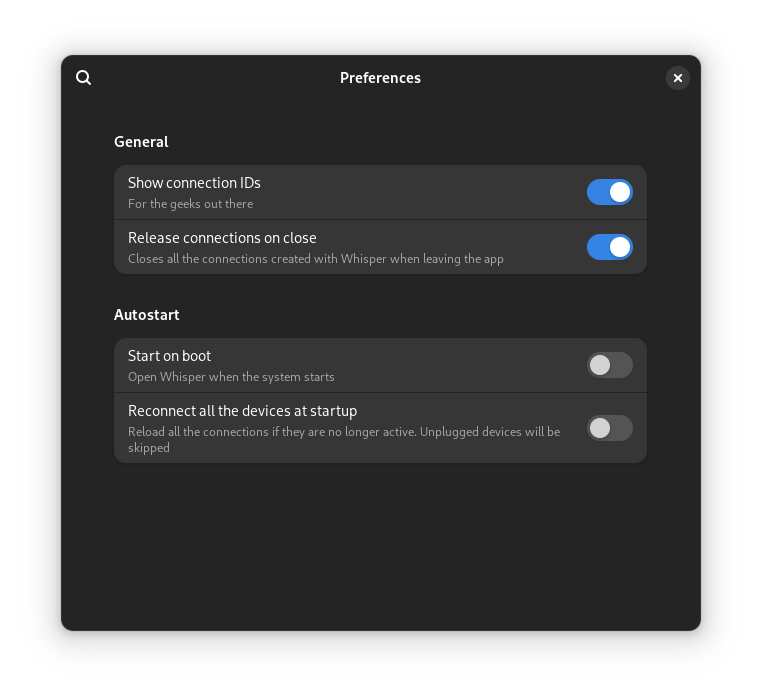 Preferences
General
Show connection IDs
For the geeks out there
Release connections on close
Closes all the connections created with Whisper when leaving the app
Autostart
Start on boot
Open Whisper when the system starts
Reconnect all the devices at startup
Reload all the connections if they are no longer active. Unplugged devices will be
skipped